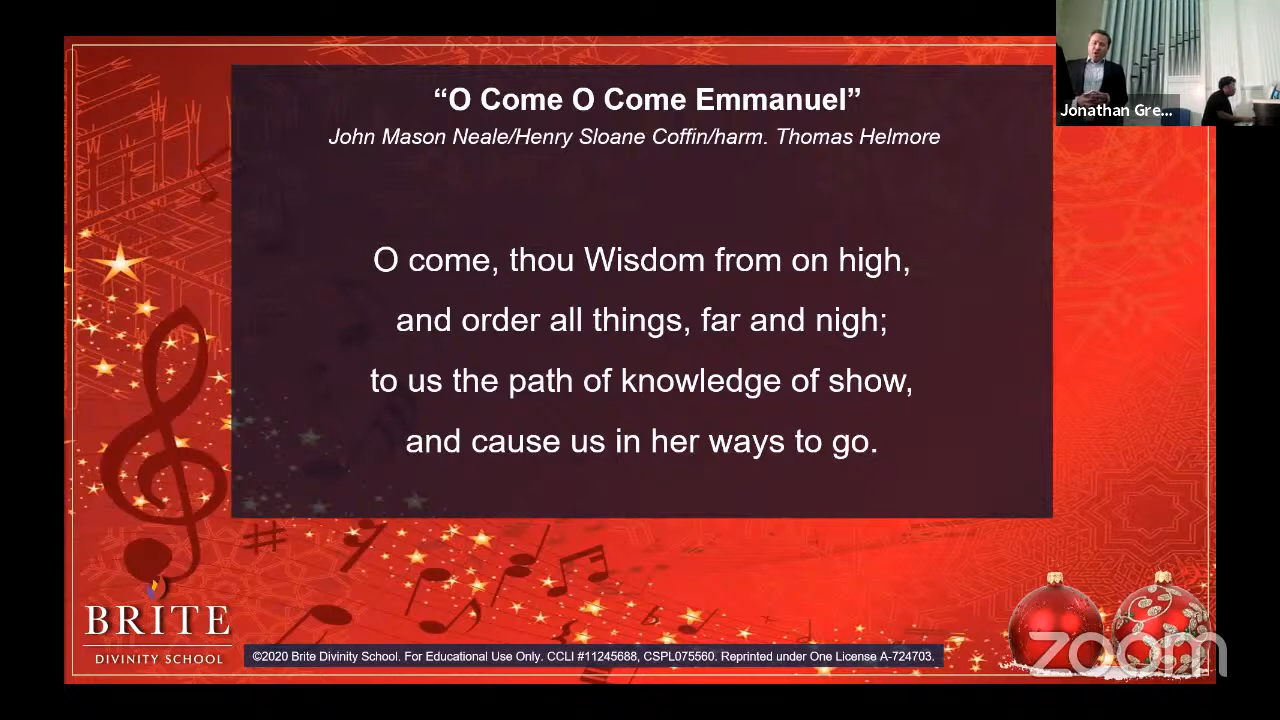 “O Come O Come Emmanuel”
John Mason Neale/Henry Sloane Coffin/harm. Thomas Helmore
O come, thou Wisdom from on high,
and order all things, far and nigh;
to us the path of knowledge of show,
and cause us in her ways to go.
Jonathan Gre...
BRITE
DIVINITY SCHOOL
©2020 Brite Divinity School. For Educational Use Only. CCLI #11245688, CSPL075560. Reprinted under One License A-724703.
zoom